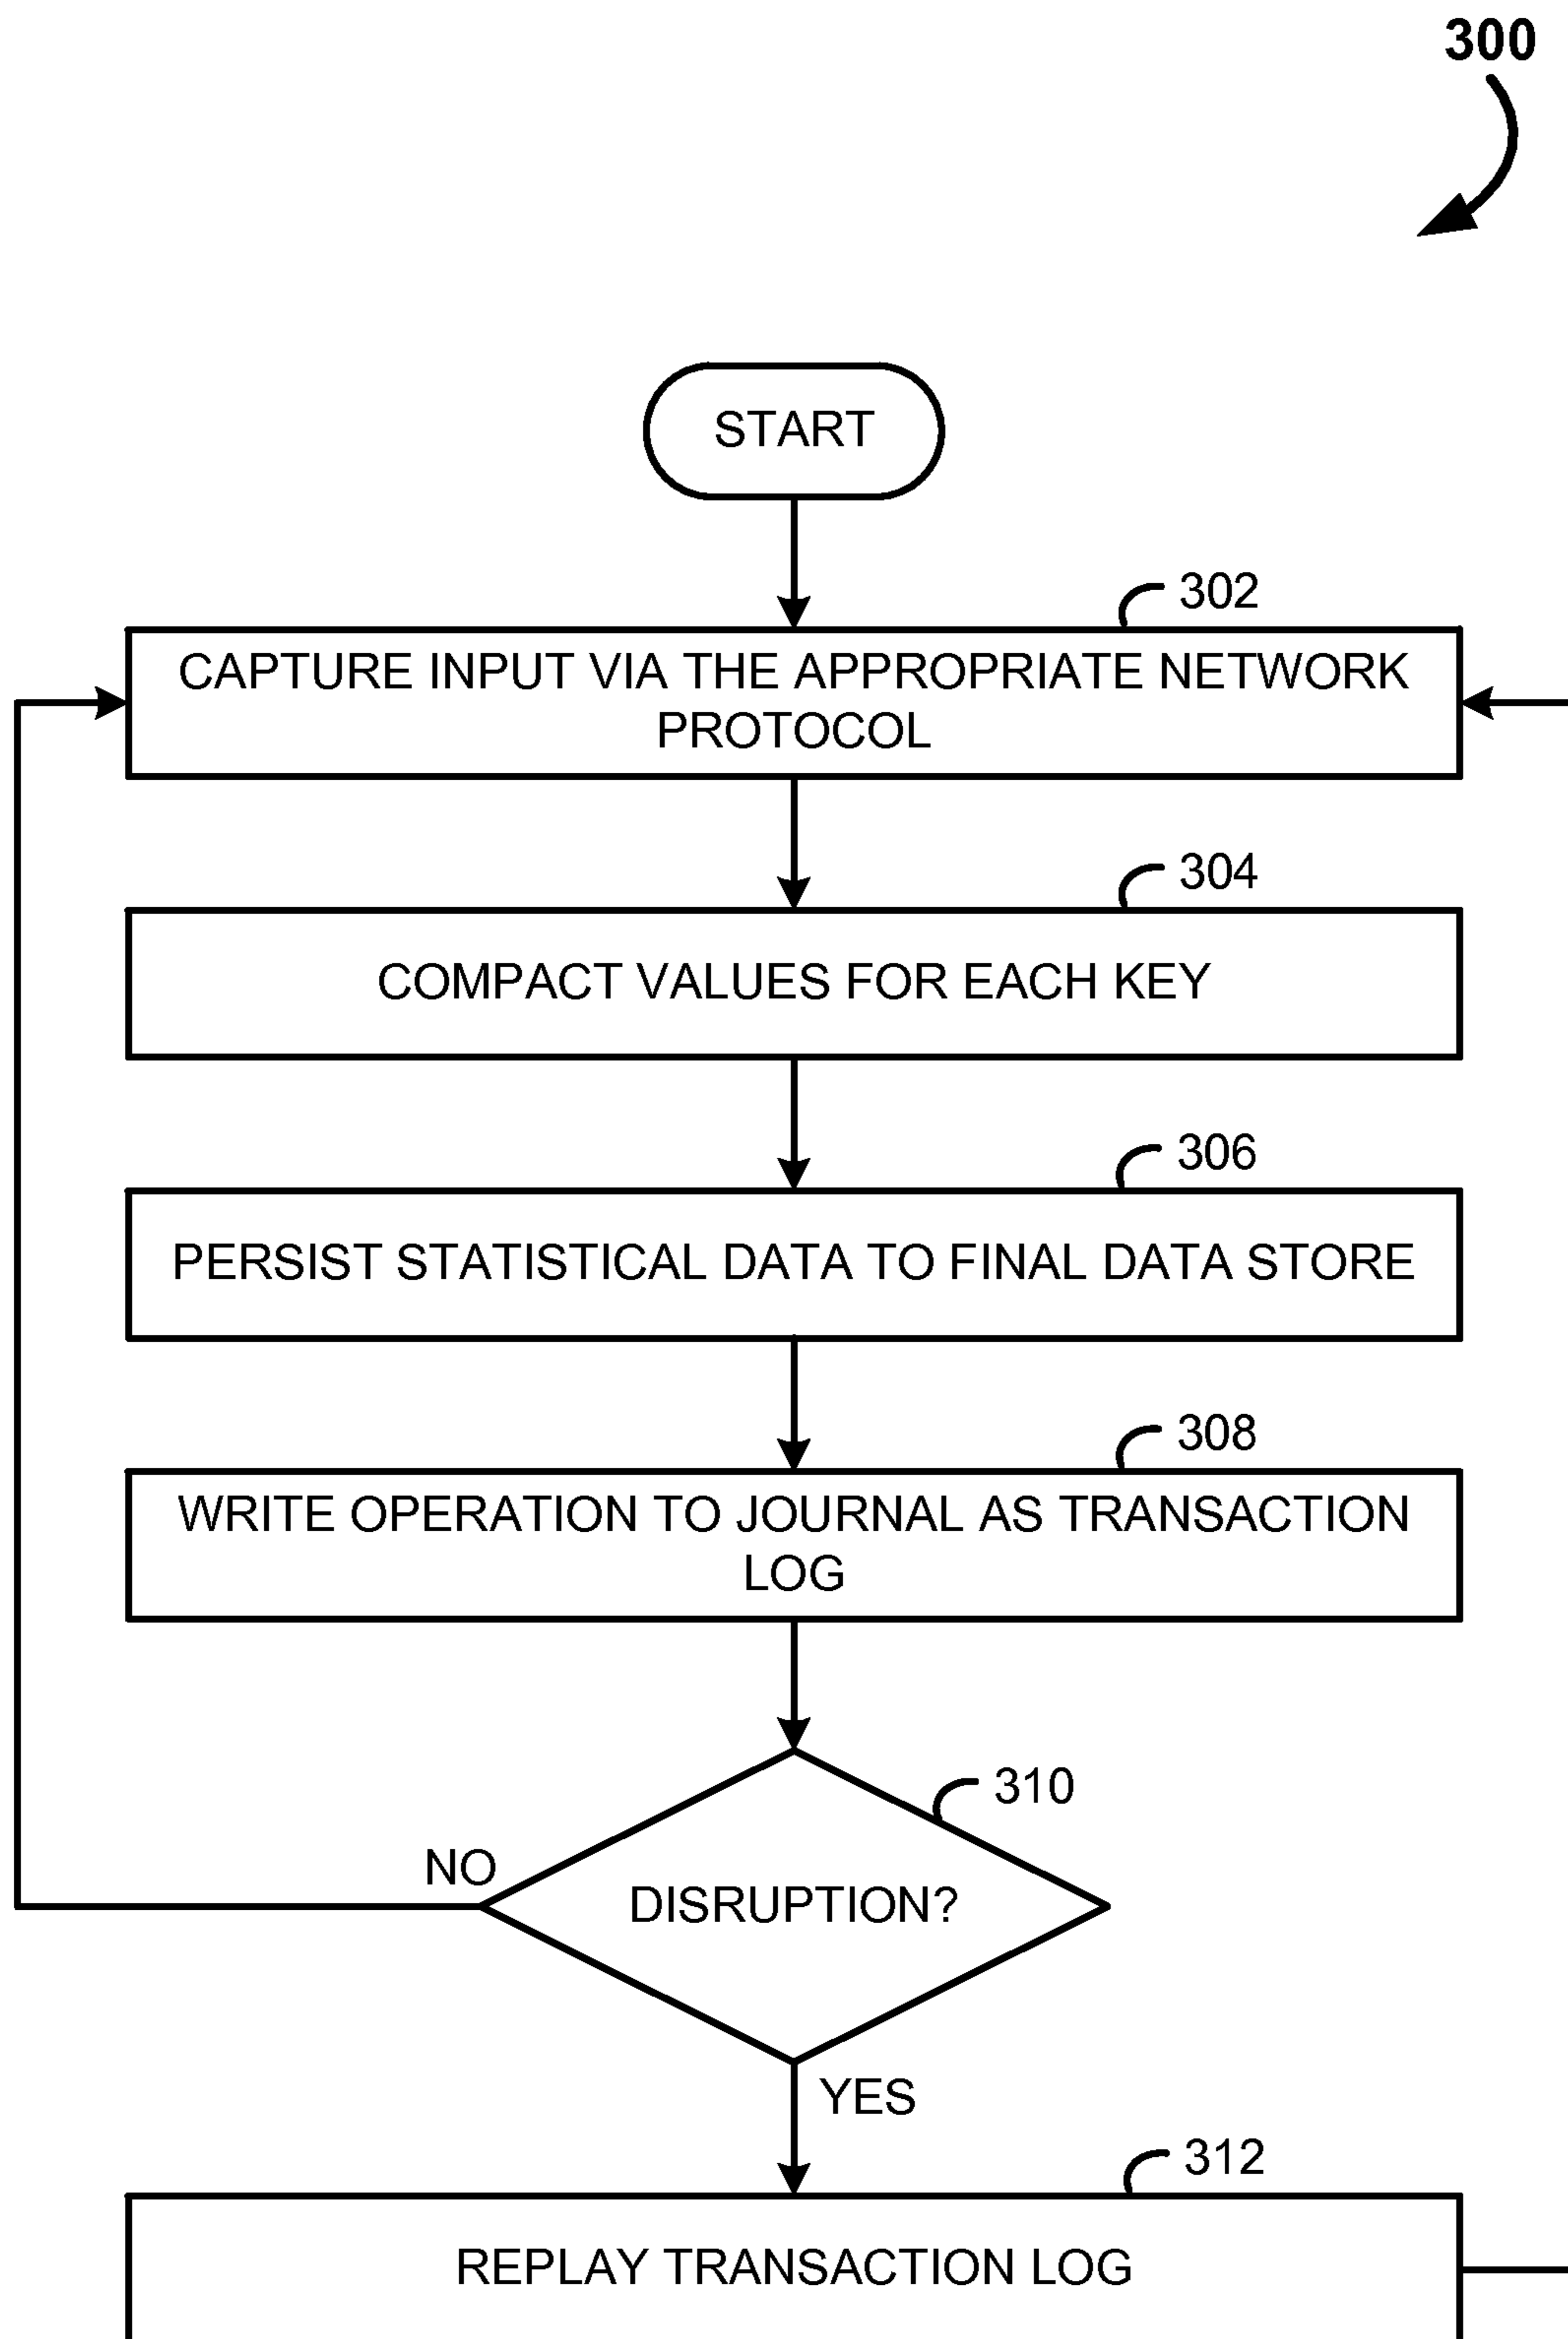 300
START
302
CAPTURE INPUT VIA THE APPROPRIATE NETWORK
PROTOCOL
304
COMPACT VALUES FOR EACH KEY
306
PERSIST STATISTICAL DATA TO FINAL DATA STORE
308
WRITE OPERATION TO JOURNAL AS TRANSACTION
LOG
310
NO
DISRUPTION?
YES
312
REPLAY TRANSACTION LOG